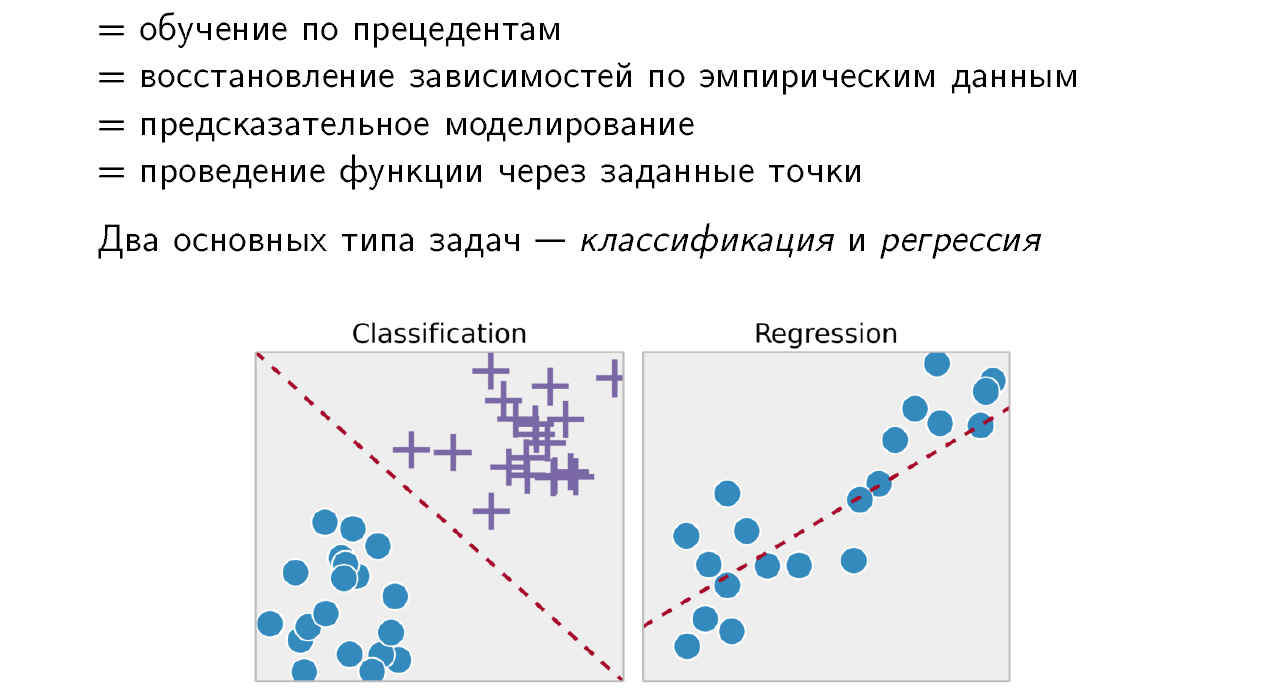 = обучение по прецедентам
= восстановление зависимостей по эмпирическим данным
= предсказательное моделирование
= проведение функции через заданные точки
Два основных типа задач — классификация и регрессия
Classification
Regression